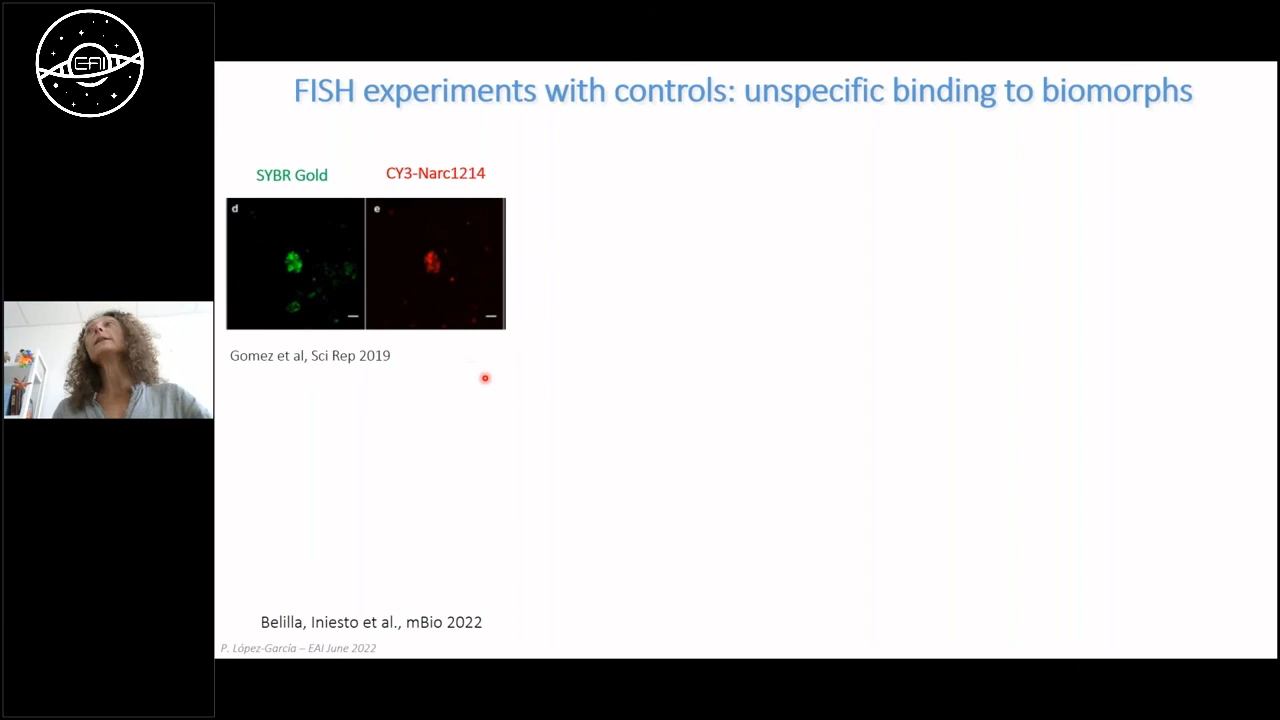 EAI
FISH experiments with controls: unspecific binding to biomorphs
SYBR Gold
CY3-Narc1214
d
e
Gomez et al, Sci Rep 2019
Belilla, Iniesto et al., mBio 2022
P. López-García – EAI June 2022